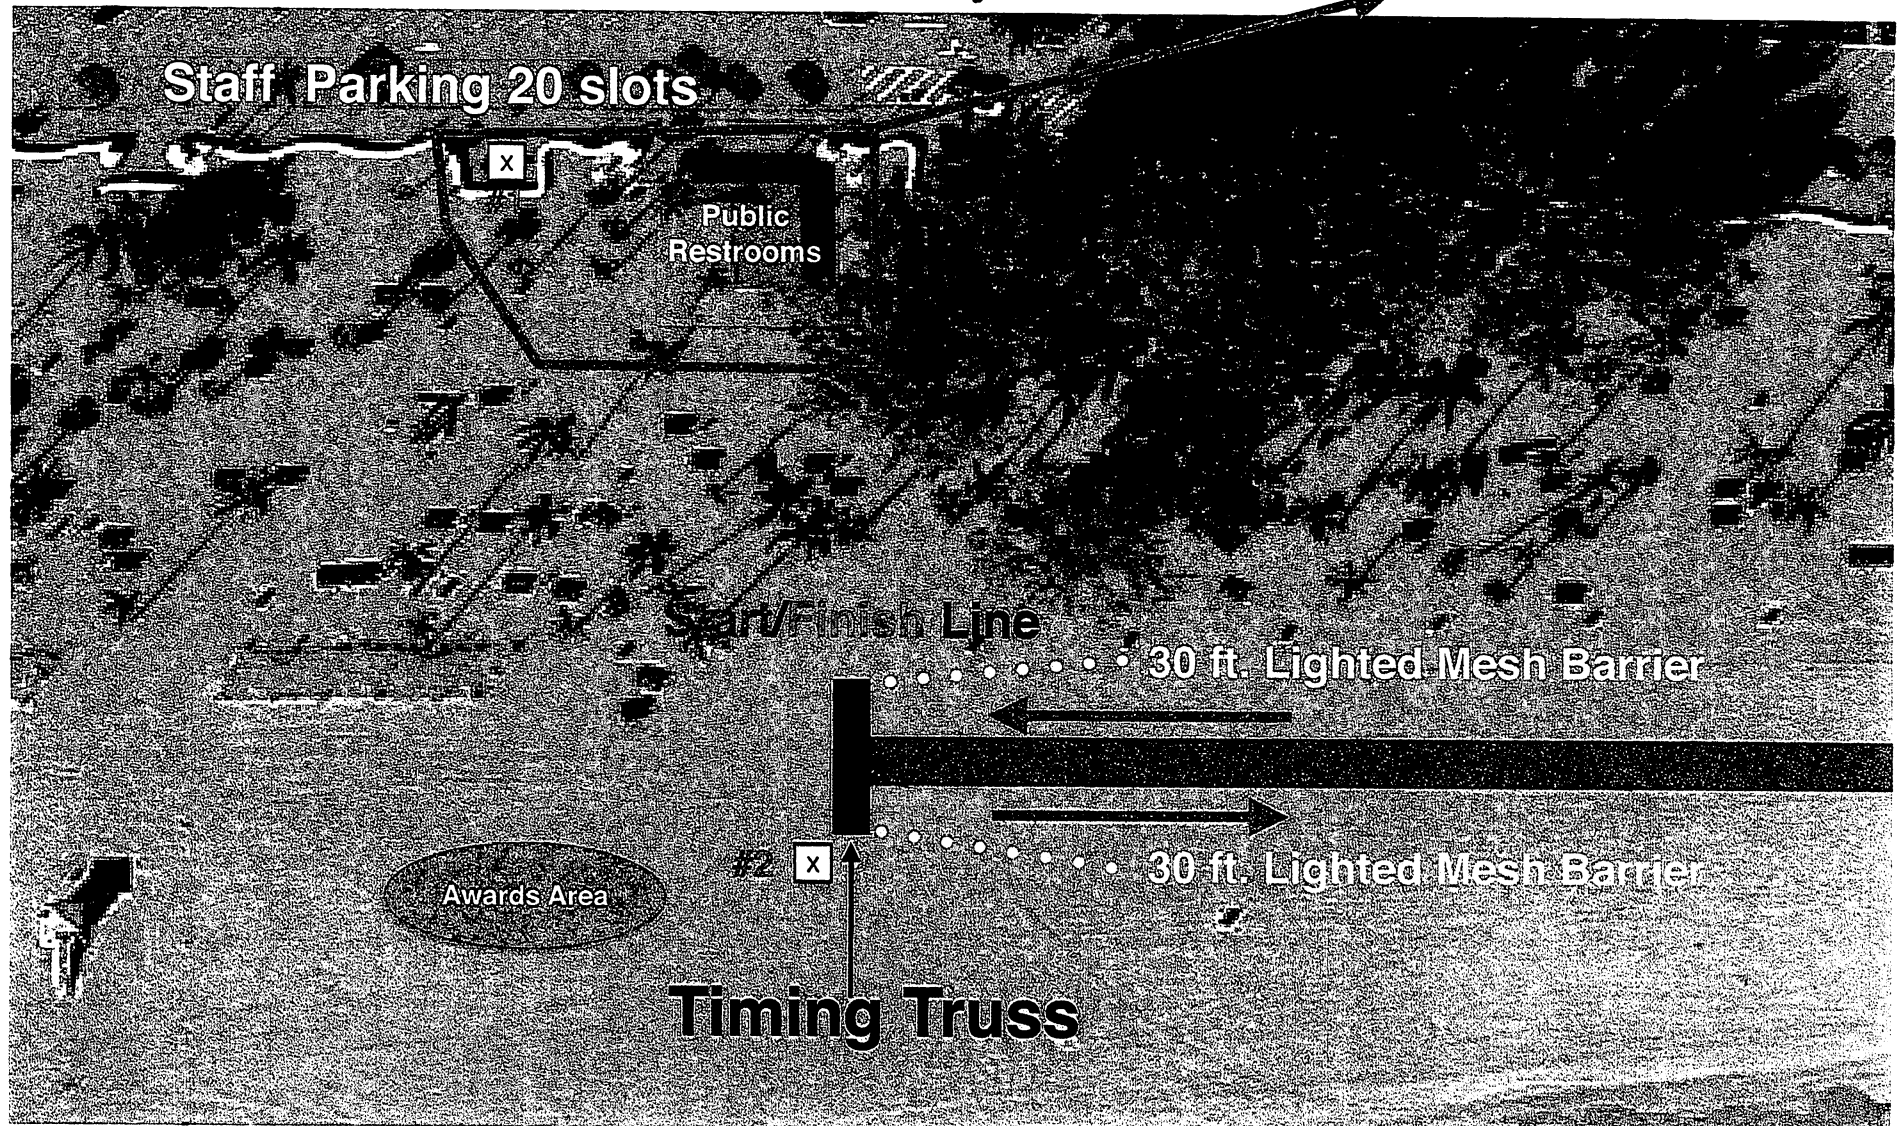 Staff Parking 20 slots
X
#1
Public
Restrooms
Start/Finish Line
30 ft. Lighted Mesh Barrier
#2 X
Awards Area
30 ft. Lighted Mesh Barrier
Timing Truss